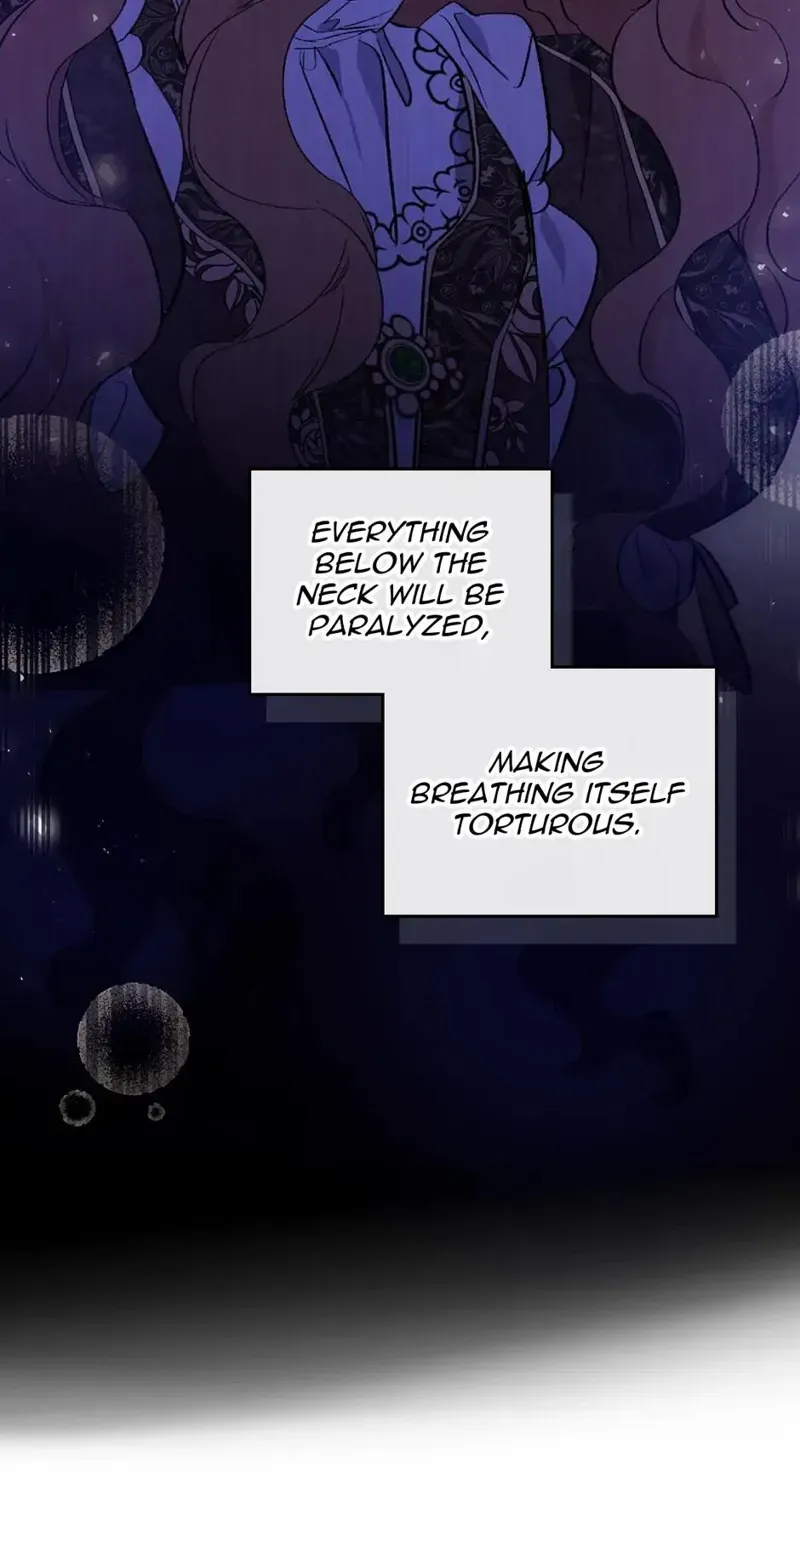 EVERYTHING
BELOW THE
NECK WILL BE
PARALYZED,
MAKING
BREATHING ITSELF
TORTUROUS.